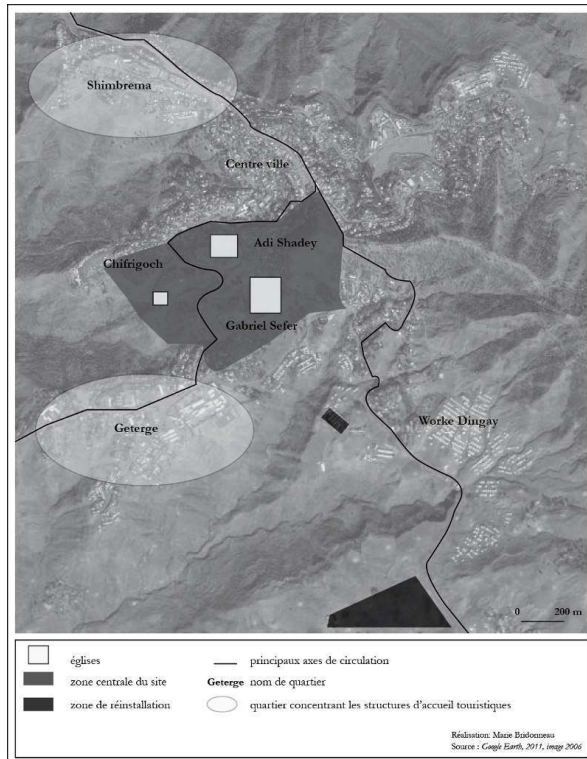 Shimbrema
Centre ville
Adi Shadey
Chifrigoch
Gabriel Sefer
Geterge
Worke Dingay
0 200 m
églises
principaux axes de circulation
zone centrale du site
Geterge nom de quartier
zone de réinstallation
quartier concentrant les structures d'accueil touristiques
Réalisation: Marie Bridonneau
Source : Google Earth, 2011, image 2006